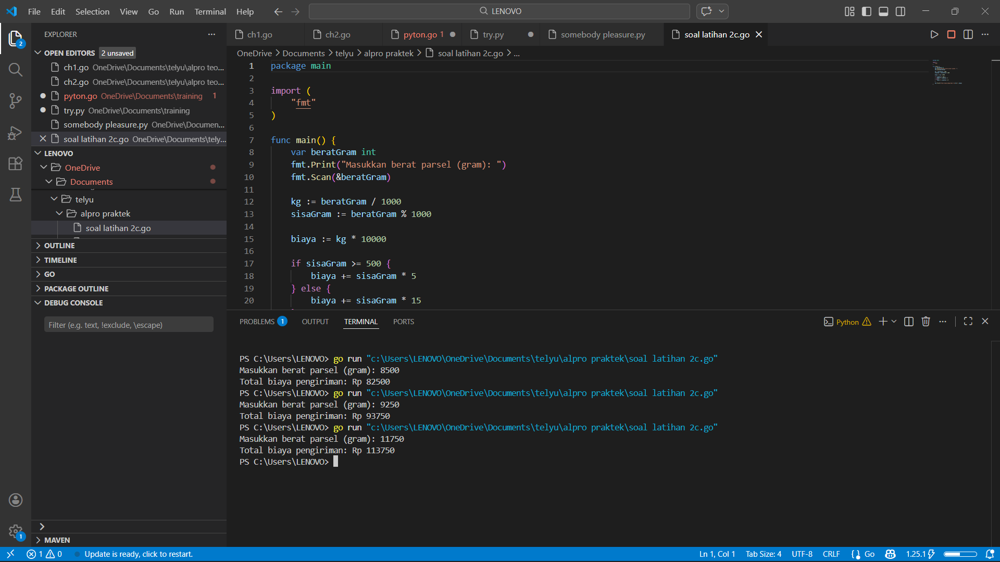 File Edit Selection View Go Run Terminal Help
LENOVO
EXPLORER
OPEN EDITORS 2 unsaved
ch1.go OneDrive\Documents\telyu\alpro teo...
ch2.go OneDrive\Documents\telyu\alpro teo...
pyton.go OneDrive\Documents\training 1
try.py OneDrive\Documents\training
somebody pleasure.py OneDrive\Documen...
soal latihan 2c.go OneDrive\Documents\tely...
LENOVO
OneDrive
Documents
telyu
alpro praktek
soal latihan 2c.go
OUTLINE
TIMELINE
GO
PACKAGE OUTLINE
DEBUG CONSOLE
Filter (e.g. text, !exclude, \escape)
MAVEN
2
1
ch1.go ch2.go pyton.go 1 try.py somebody pleasure.py soal latihan 2c.go
OneDrive > Documents > telyu > alpro praktek > soal latihan 2c.go > ...
1 package main
2
3 import (
4 "fmt"
5 )
6
7 func main() {
8 var beratGram int
9 fmt.Print("Masukkan berat parsel (gram): ")
10 fmt.Scan(&beratGram)
11
12 kg := beratGram / 1000
13 sisaGram := beratGram % 1000
14
15 biaya := kg * 10000
16
17 if sisaGram >= 500 {
18 biaya += sisaGram * 5
19 } else {
20 biaya += sisaGram * 15
PROBLEMS 1 OUTPUT TERMINAL PORTS
Python
PS C:\Users\LENOVO> go run "c:\Users\LENOVO\OneDrive\Documents\telyu\alpro praktek\soal latihan 2c.go"
Masukkan berat parsel (gram): 8500
Total biaya pengiriman: Rp 82500
PS C:\Users\LENOVO> go run "c:\Users\LENOVO\OneDrive\Documents\telyu\alpro praktek\soal latihan 2c.go"
Masukkan berat parsel (gram): 9250
Total biaya pengiriman: Rp 93750
PS C:\Users\LENOVO> go run "c:\Users\LENOVO\OneDrive\Documents\telyu\alpro praktek\soal latihan 2c.go"
Masukkan berat parsel (gram): 11750
Total biaya pengiriman: Rp 113750
PS C:\Users\LENOVO>
1 0 Update is ready, click to restart.
Ln 1, Col 1 Tab Size: 4 UTF-8 CRLF {} Go 1.25.1